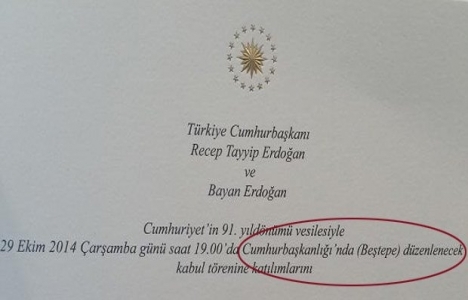 Türkiye Cumhurbaşkanı
Recep Tayyip Erdoğan
ve
Bayan Erdoğan
Cumhuriyet'in 91. yıldönümü vesilesiyle
29 Ekim 2014 Çarşamba günü saat 19.00'da Cumhurbaşkanlığı'nda (Beştepe) düzenlenecek
kabul törenine katılımlarını